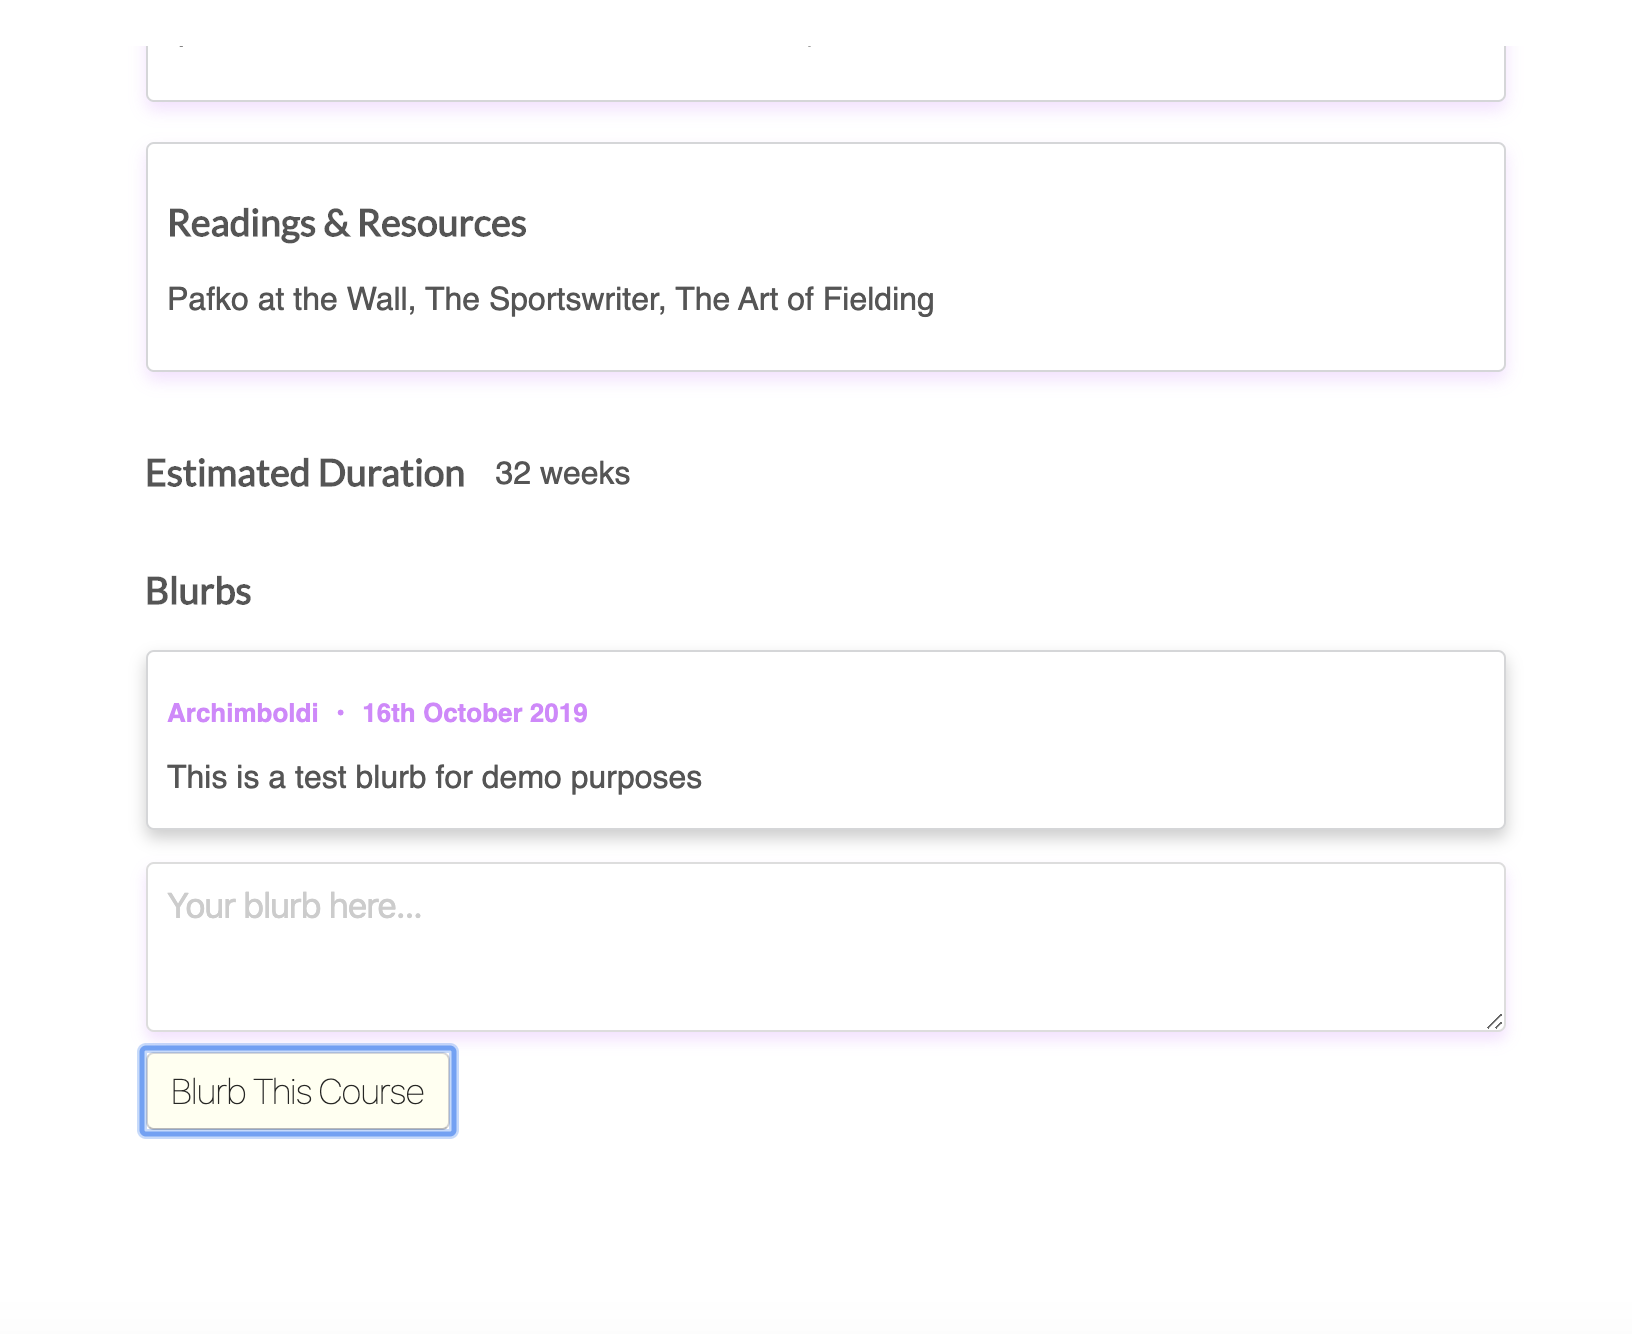 Readings & Resources
Pafko at the Wall, The Sportswriter, The Art of Fielding
Estimated Duration 32 weeks
Blurbs
Archimboldi • 16th October 2019
This is a test blurb for demo purposes
Your blurb here...
Blurb This Course